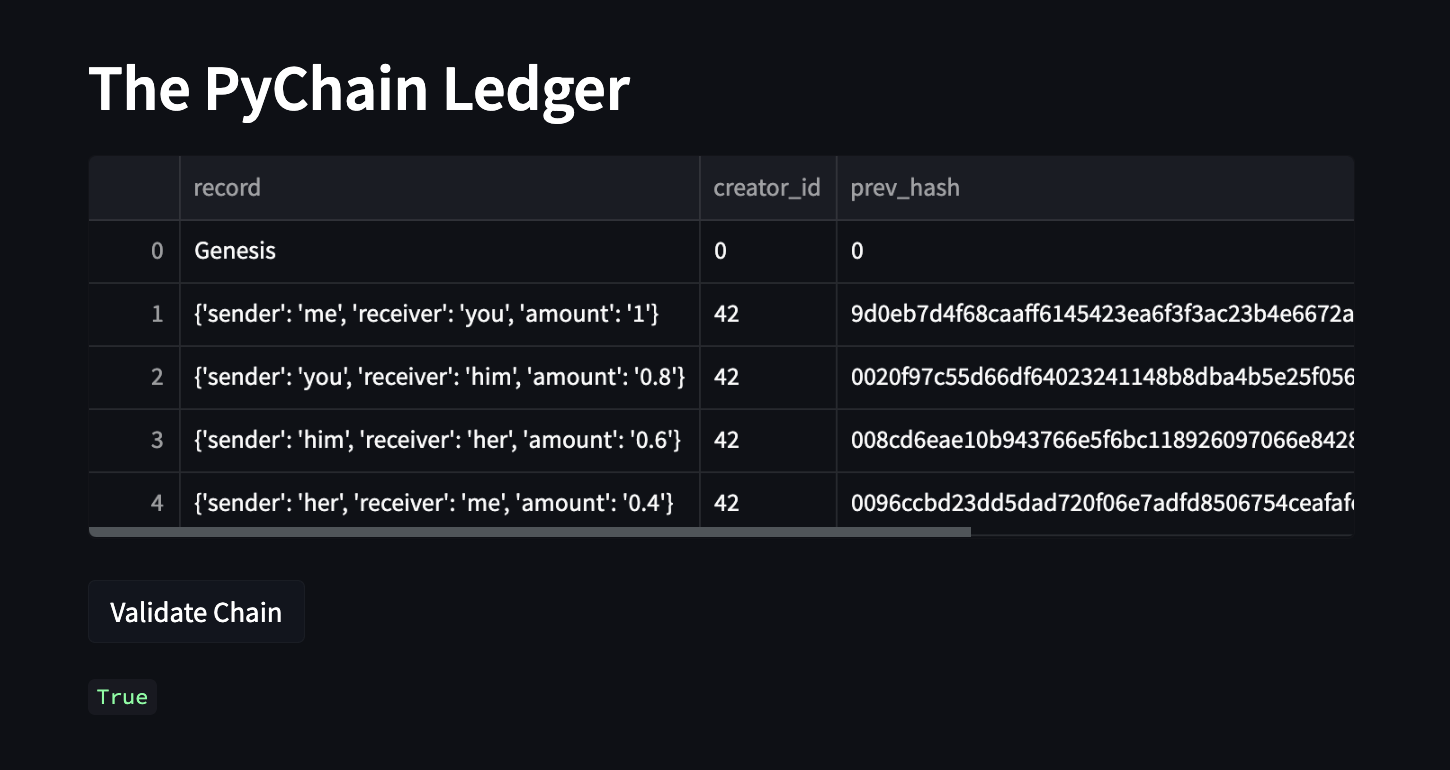 The PyChain Ledger
record creator_id prev_hash
0 Genesis 0 0
1 {'sender': 'me', 'receiver': 'you', 'amount': '1'} 42 9d0eb7d4f68caaff6145423ea6f3f3ac23b4e6672a
2 {'sender': 'you', 'receiver': 'him', 'amount': '0.8'} 42 0020f97c55d66df64023241148b8dba4b5e25f056
3 {'sender': 'him', 'receiver': 'her', 'amount': '0.6'} 42 008cd6eae10b943766e5f6bc118926097066e8428
4 {'sender': 'her', 'receiver': 'me', 'amount': '0.4'} 42 0096ccbd23dd5dad720f06e7adfd8506754ceafaf
Validate Chain
True